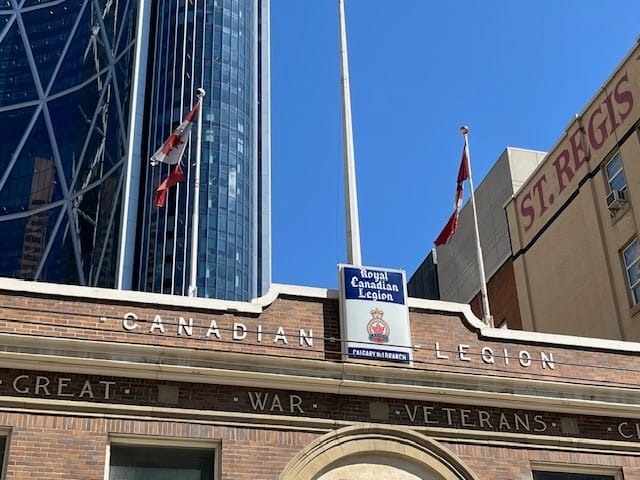 ST. REGIS
Royal
Canadian
Legion
CALGARY No.1 BRANCH
· CANADIAN · · LEGION ·
GREAT · WAR · VETERANS ·